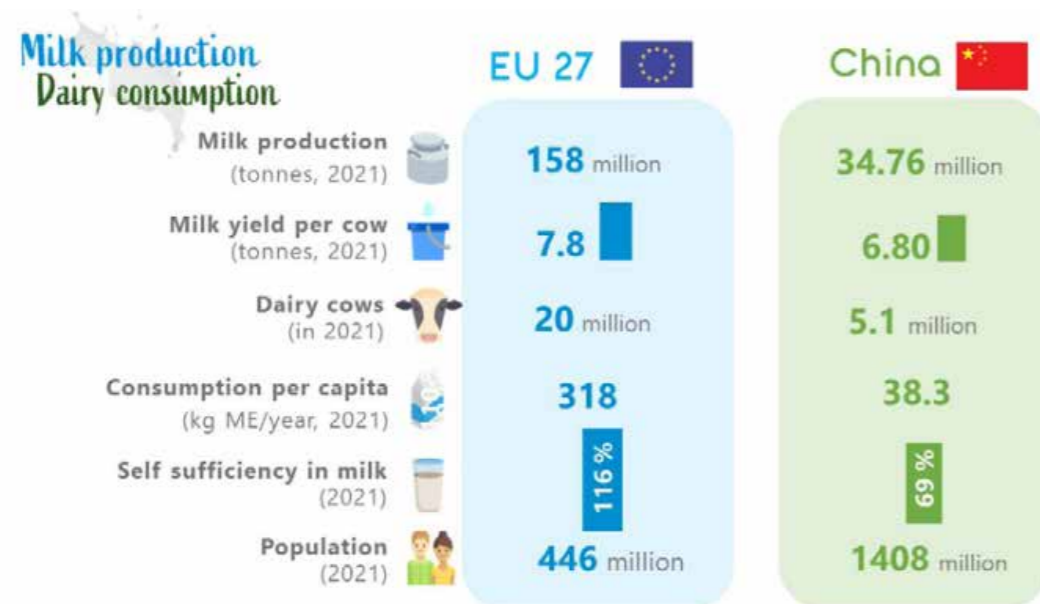 Milk production
Dairy consumption
EU 27
China
Milk production
(tonnes, 2021)
158 million
34.76 million
Milk yield per cow
(tonnes, 2021)
7.8
6.80
Dairy cows
(in 2021)
20 million
5.1 million
Consumption per capita
(kg ME/year, 2021)
318
38.3
Self sufficiency in milk
(2021)
116 %
69 %
Population
(2021)
446 million
1408 million